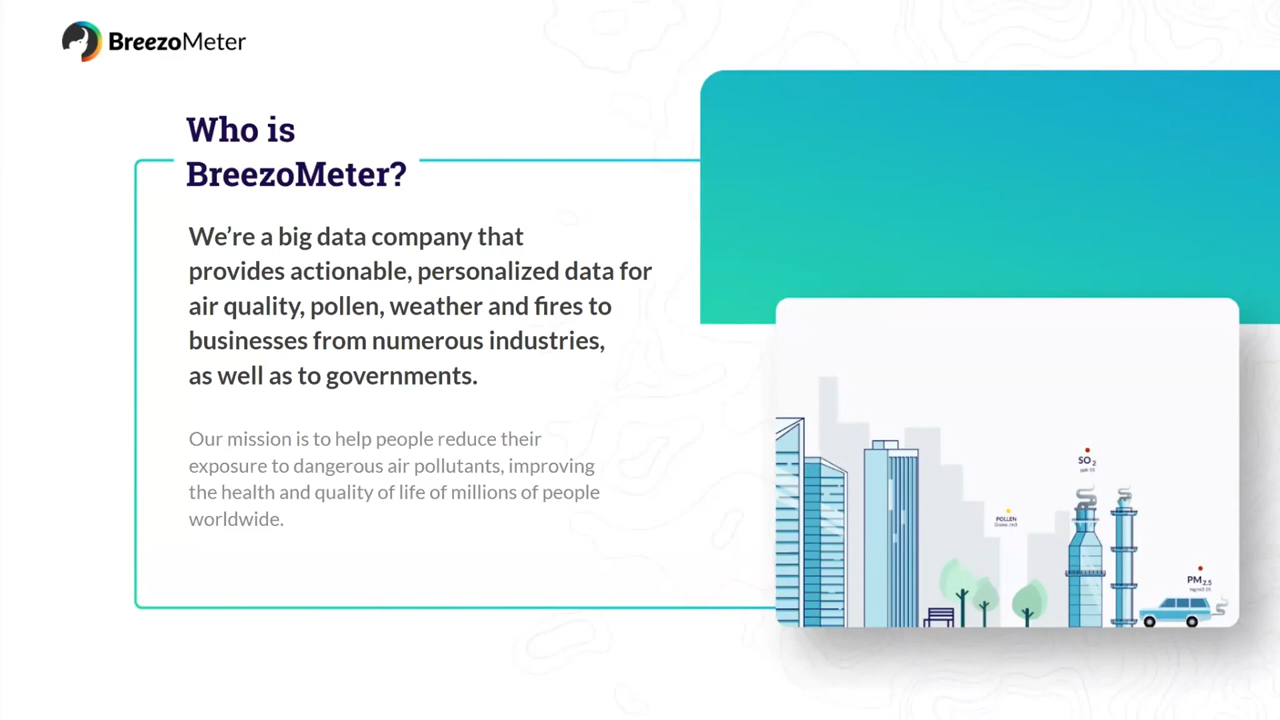 BreezoMeter
Who is
BreezoMeter?
We're a big data company that
provides actionable, personalized data for
air quality, pollen, weather and fires to
businesses from numerous industries,
as well as to governments.
Our mission is to help people reduce their
exposure to dangerous air pollutants, improving
the health and quality of life of millions of people
worldwide.
SO2
POLLEN
PM2.5